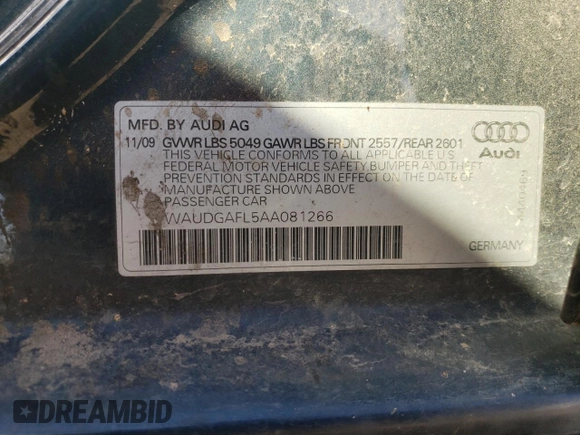 MFD. BY AUDI AG
11/09 GVWR LBS 5049 GAWR LBS FRONT 2557/REAR 2601
THIS VEHICLE CONFORMS TO ALL APPLICABLE U.S
FEDERAL MOTOR VEHICLE SAFETY, BUMPER AND THEFT
PREVENTION STANDARDS IN EFFECT ON THE DATE OF
MANUFACTURE SHOWN ABOVE
PASSENGER CAR
WAUDGAFL5AA081266
Audi
GERMANY
DREAMBID